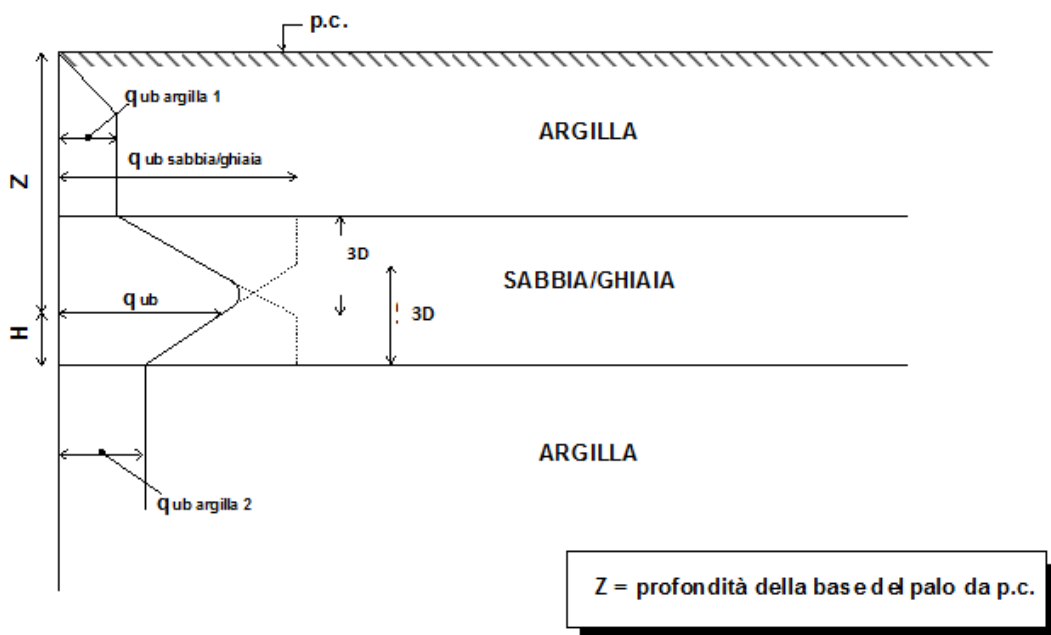 p.c.
q ub argilla 1
ARGILLA
q ub sabbia/ghiaia
Z
3D
SABBIA/GHIAIA
q ub
3D
H
ARGILLA
q ub argilla 2
Z = profondità della base del palo da p.c.